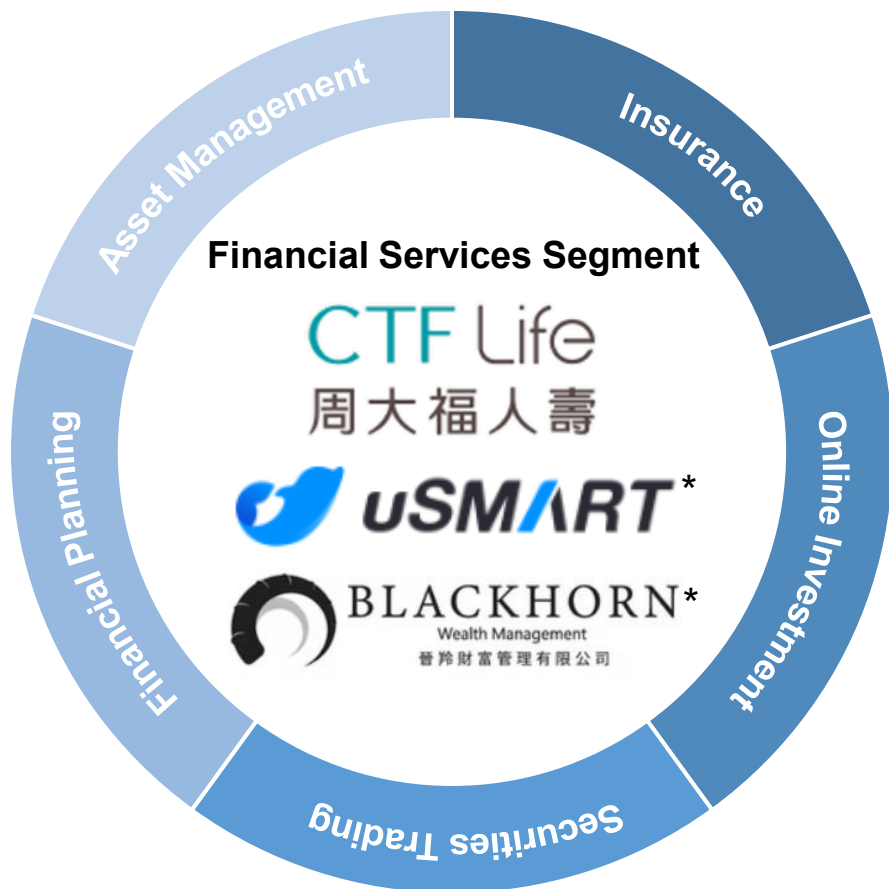 Asset Management
Insurance
Financial Services Segment
CTF Life
周大福人壽
uSMART*
BLACKHORN*
Wealth Management
晉羚財富管理有限公司
Financial Planning
Online Investment
Securities Trading